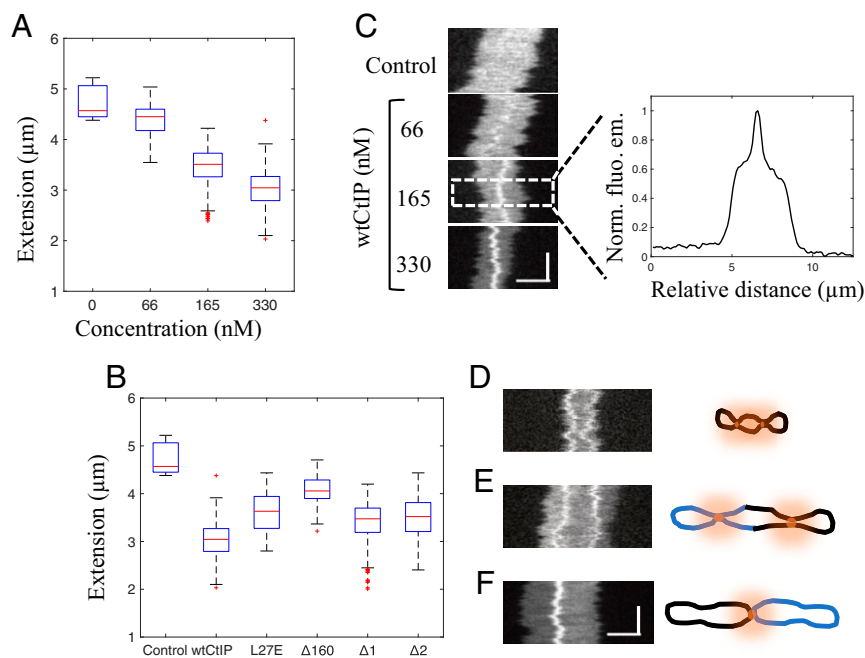 A
Extension (μm)
6
5
4
3
2
1
0 66 165 330
Concentration (nM)
C
Control
wtCtIP (nM)
66
165
330
Norm. fluo. em.
1
0.8
0.6
0.4
0.2
0
0 5 10
Relative distance (μm)
B
Extension (μm)
6
5
4
3
2
1
Control wtCtIP L27E Δ160 Δ1 Δ2
D
E
F